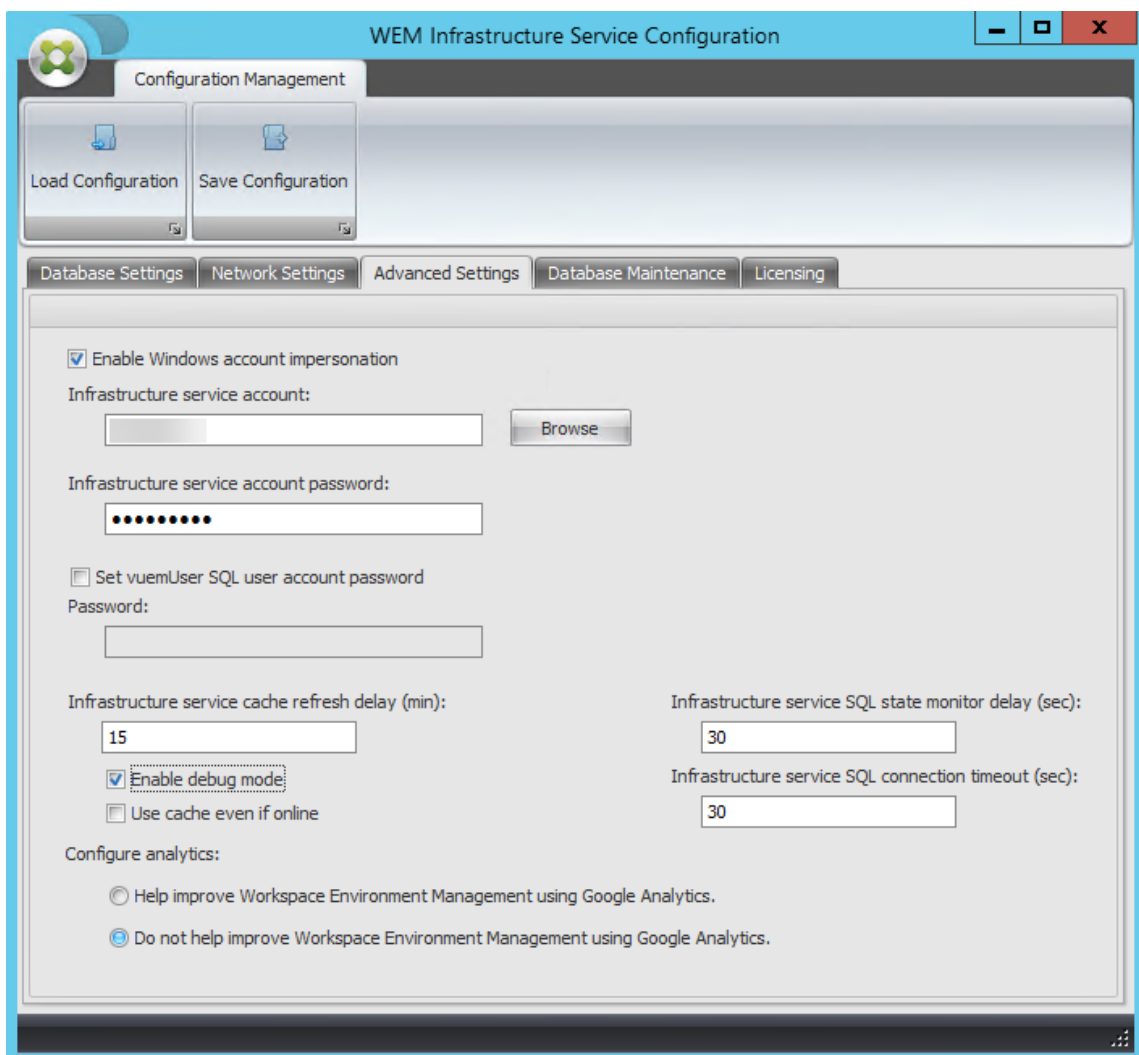 WEM Infrastructure Service Configuration
Configuration Management
Load Configuration
Save Configuration
Database Settings
Network Settings
Advanced Settings
Database Maintenance
Licensing
Enable Windows account impersonation
Infrastructure service account:
Browse
Infrastructure service account password:
•••••••••
Set vuemUser SQL user account password
Password:
Infrastructure service cache refresh delay (min):
15
Infrastructure service SQL state monitor delay (sec):
30
Enable debug mode
Infrastructure service SQL connection timeout (sec):
Use cache even if online
30
Configure analytics:
Help improve Workspace Environment Management using Google Analytics.
Do not help improve Workspace Environment Management using Google Analytics.